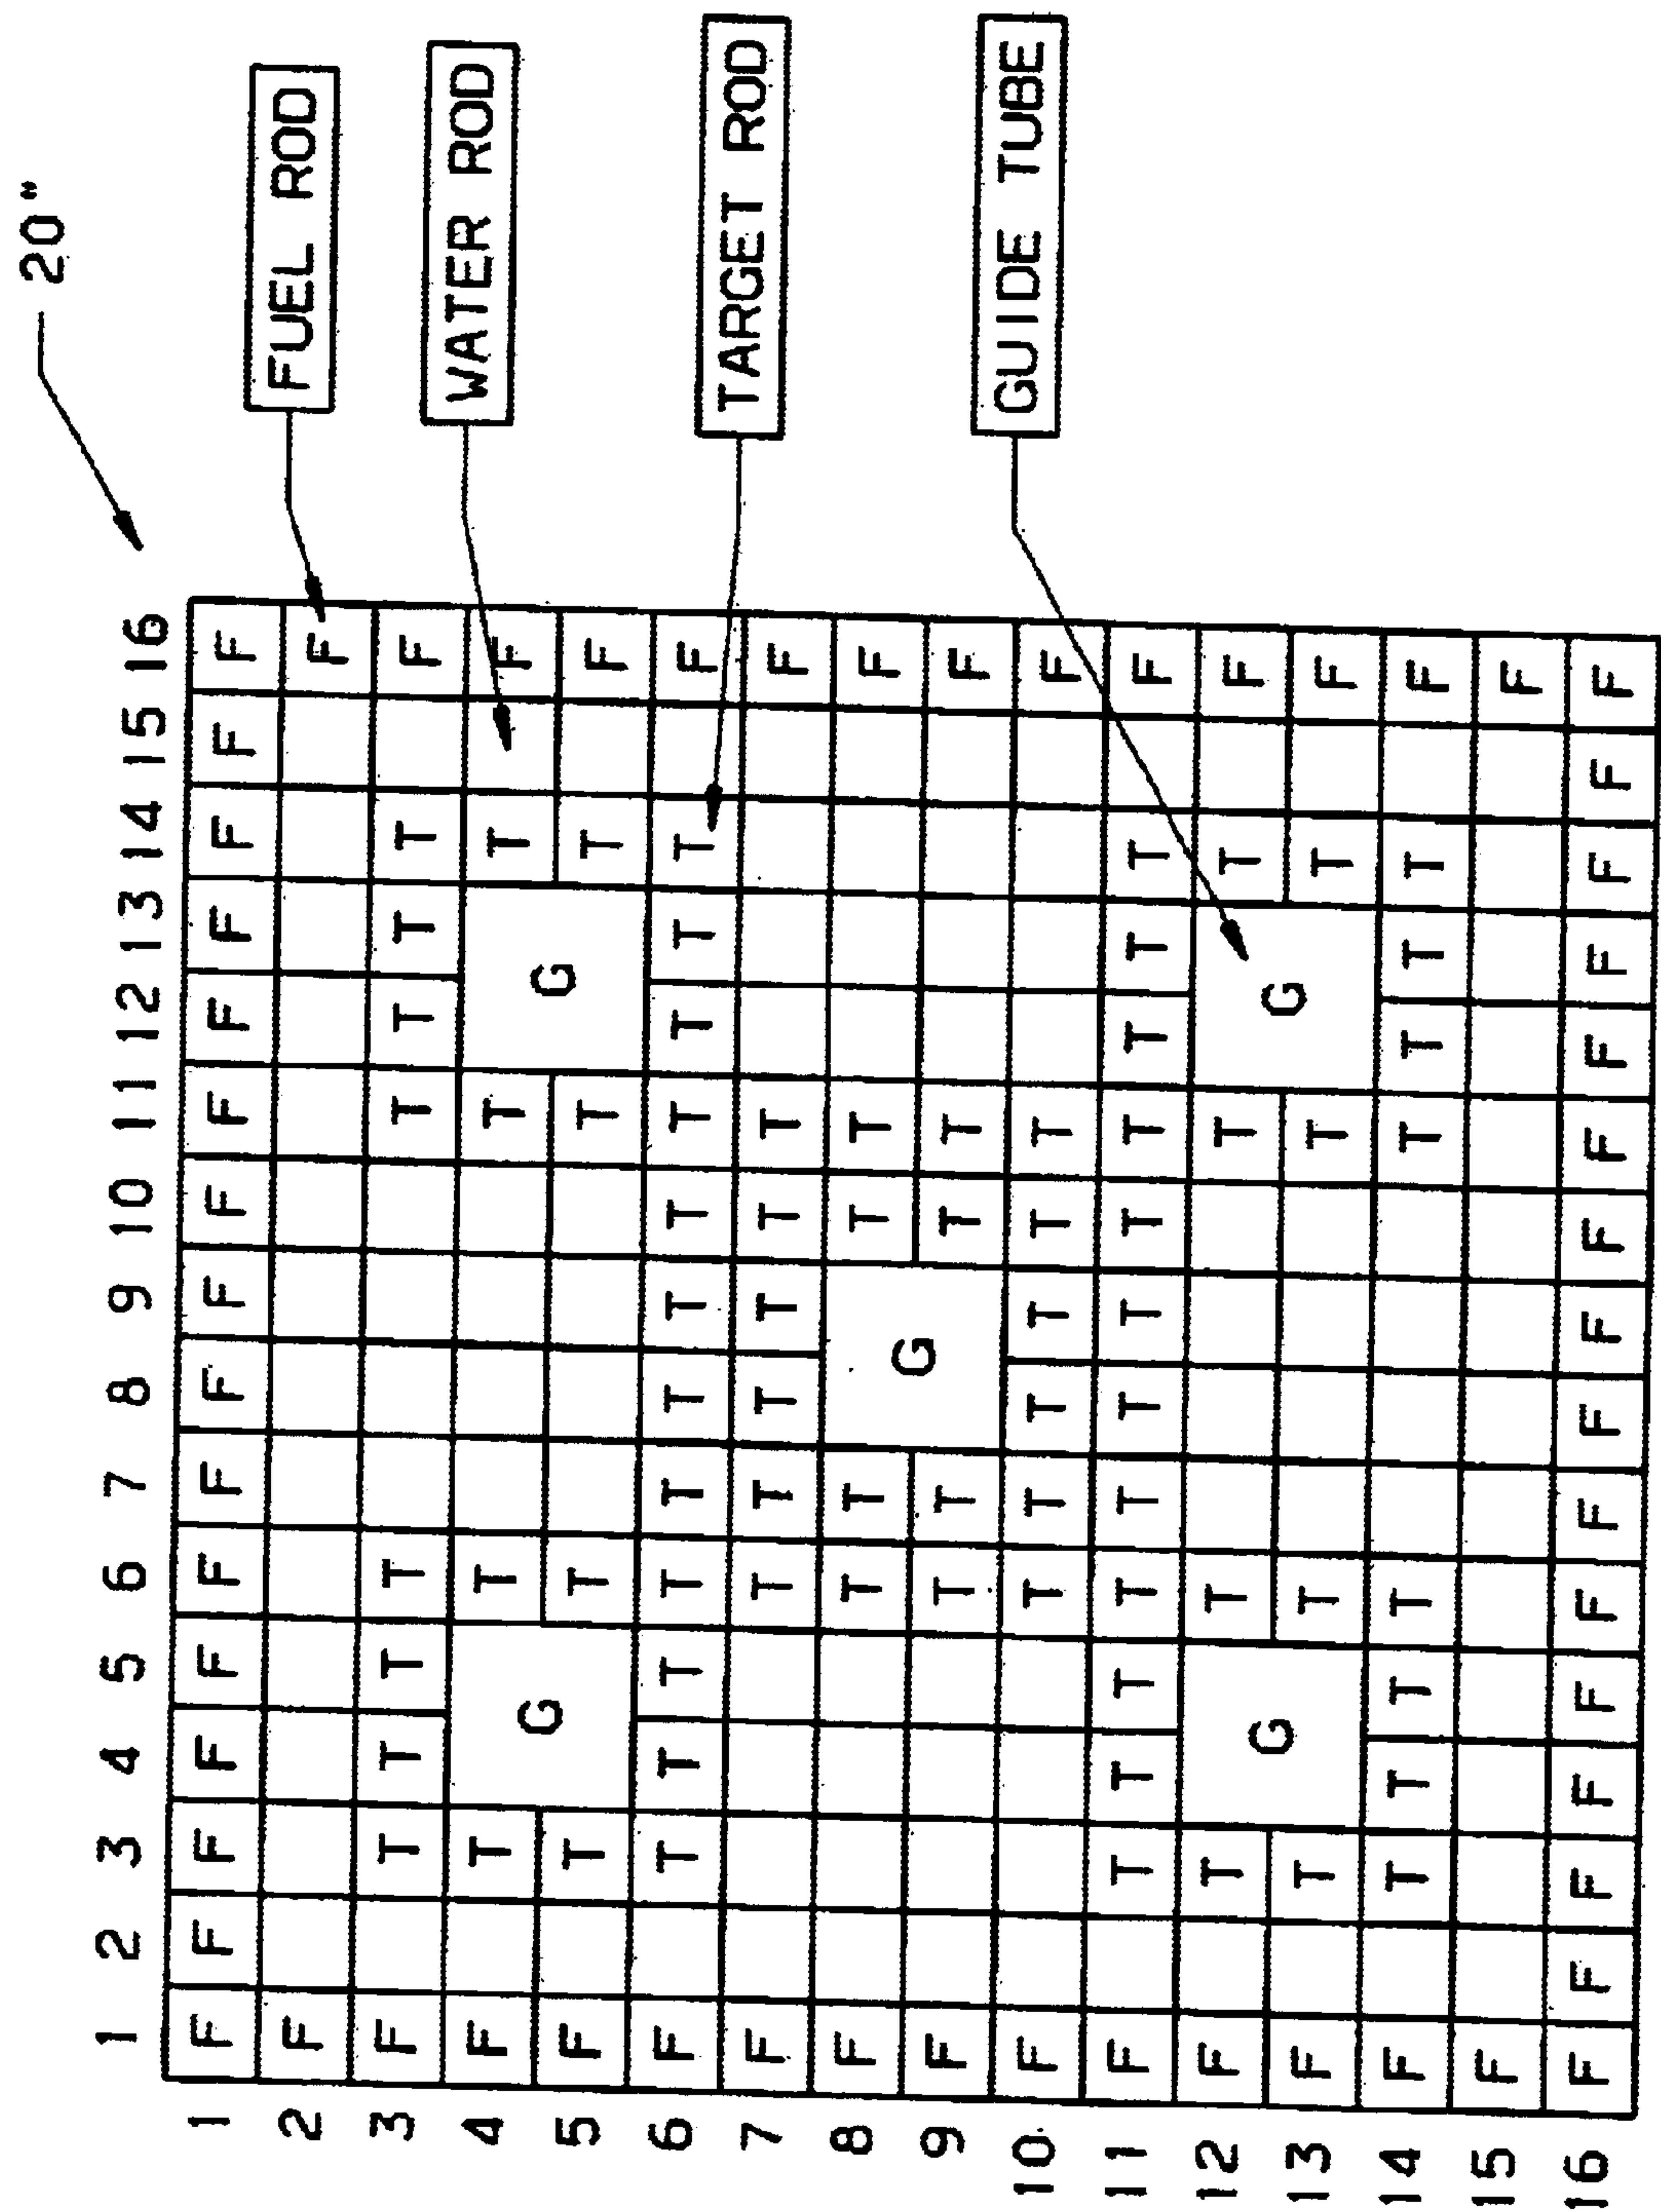 20"
1 2 3 4 5 6 7 8 9 10 11 12 13 14 15 16
1 F F F F F F F F F F F F F F F F
2 F F FUEL ROD
3 F T T T T T T T T F
4 F T T T T F WATER ROD
G G
5 F T T T T F
6 F T T T T T T T T T T T T F
7 F T T T T T T F TARGET ROD
8 F T T T T F
G
9 F T T T T F
10 F T T T T T T F GUIDE TUBE
11 F T T T T T T T T T T T T F
12 F T T T T F
G G
13 F T T T T F
14 F T T T T T T T T F
15 F F
16 F F F F F F F F F F F F F F F F